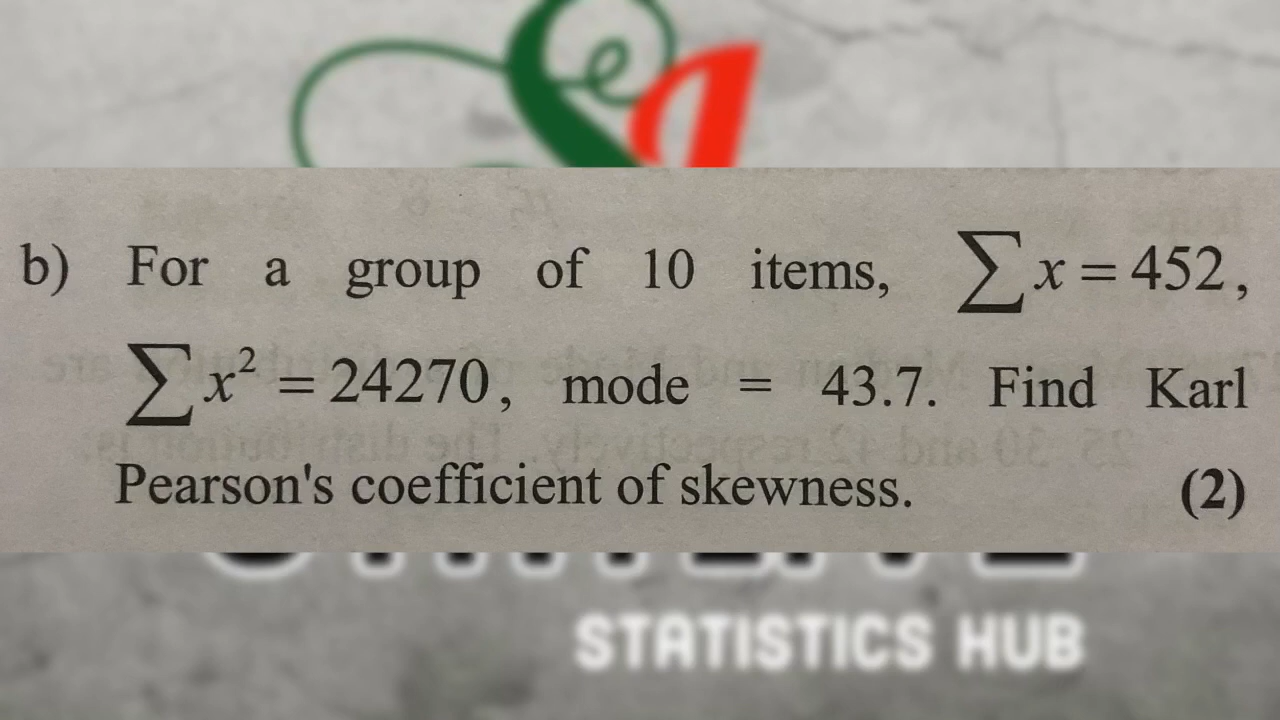 b) For a group of 10 items, ∑x = 452,
∑x² = 24270, mode = 43.7. Find Karl
Pearson's coefficient of skewness. (2)
STATISTICS HUB